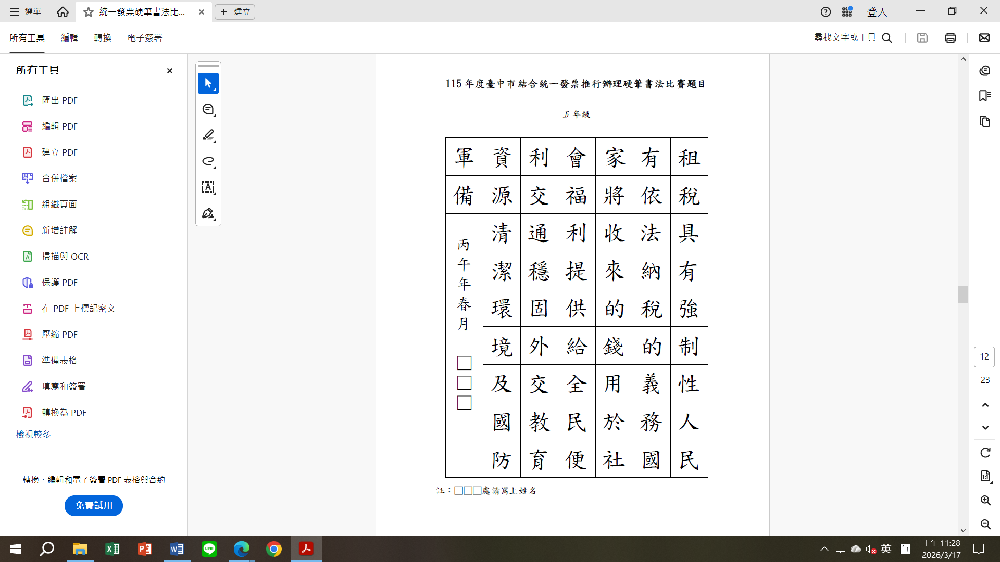 選單
統一發票硬筆書法比...
建立
登入
所有工具
編輯
轉換
電子簽署
尋找文字或工具
所有工具
匯出 PDF
編輯 PDF
建立 PDF
合併檔案
組織頁面
新增註解
掃描與 OCR
保護 PDF
在 PDF 上標記密文
壓縮 PDF
準備表格
填寫和簽署
轉換為 PDF
檢視較多
轉換、編輯和電子簽署 PDF 表格與合約
免費試用
115 年度臺中市結合統一發票推行辦理硬筆書法比賽題目
五年級
租稅具有強制性人民
有依法納稅的義務國
家將收來的錢用於社
會福利提供給全民便
利交通穩固外交教育
資源清潔環境及國防
軍備
丙午年春月
□□□
註：□□□處請寫上姓名
12
23
英
上午 11:28
2026/3/17